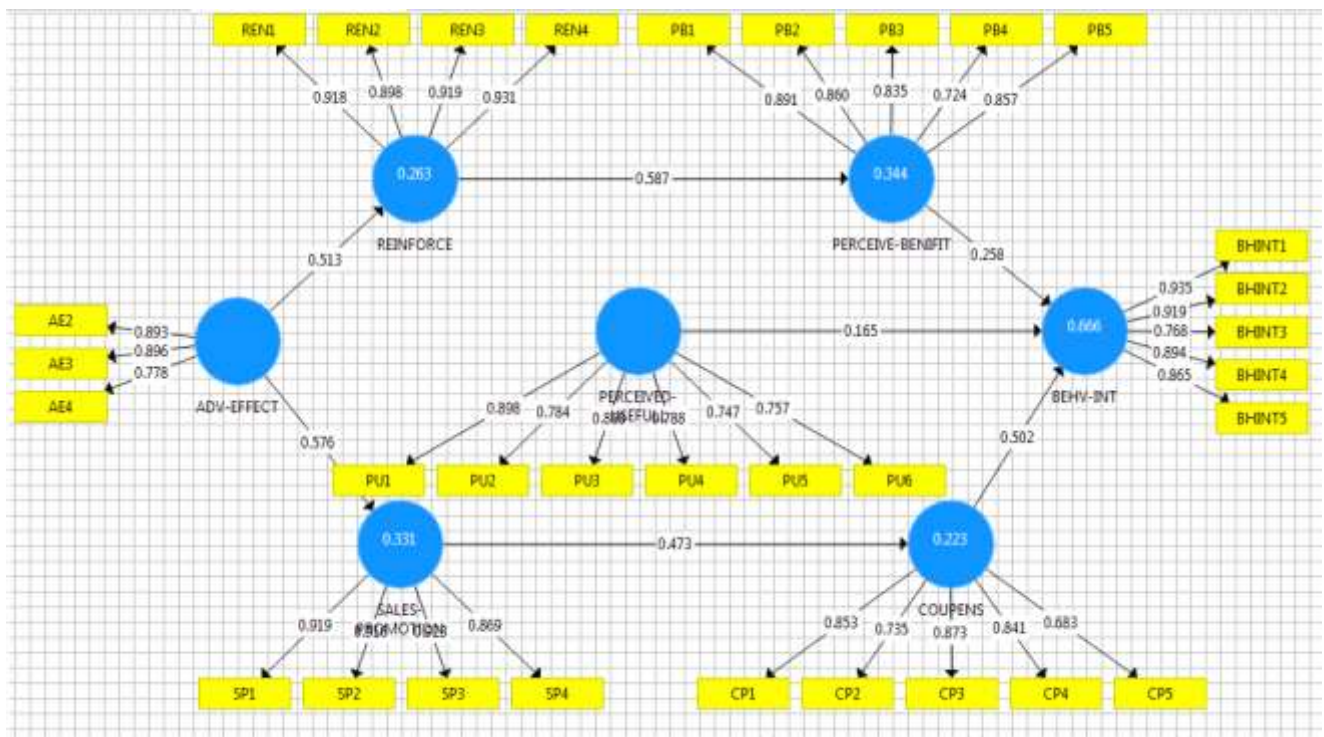 REN1 REN2 REN3 REN4 PB1 PB2 PB3 PB4 PB5
0.918 0.898 0.919 0.931 0.891 0.860 0.835 0.724 0.857
0.263 0.587 0.344
REINFORCE PERCEIVE-BENIFIT
0.513 0.258
BHINT1
BHINT2
BHINT3
BHINT4
BHINT5
0.935
0.919
0.768
0.894
0.865
AE2
AE3
AE4
0.893
0.896
0.778
0.165 0.666
ADV-EFFECT PERCEIVED-
BEHV-INT
0.898 0.784 0.788 0.747 0.757
0.576 0.502
PU1 PU2 PU3 PU4 PU5 PU6
0.331 0.473 0.223
SALES-
PROMOTION
COUPENS
0.919 0.869 0.853 0.735 0.873 0.841 0.683
SP1 SP2 SP3 SP4 CP1 CP2 CP3 CP4 CP5